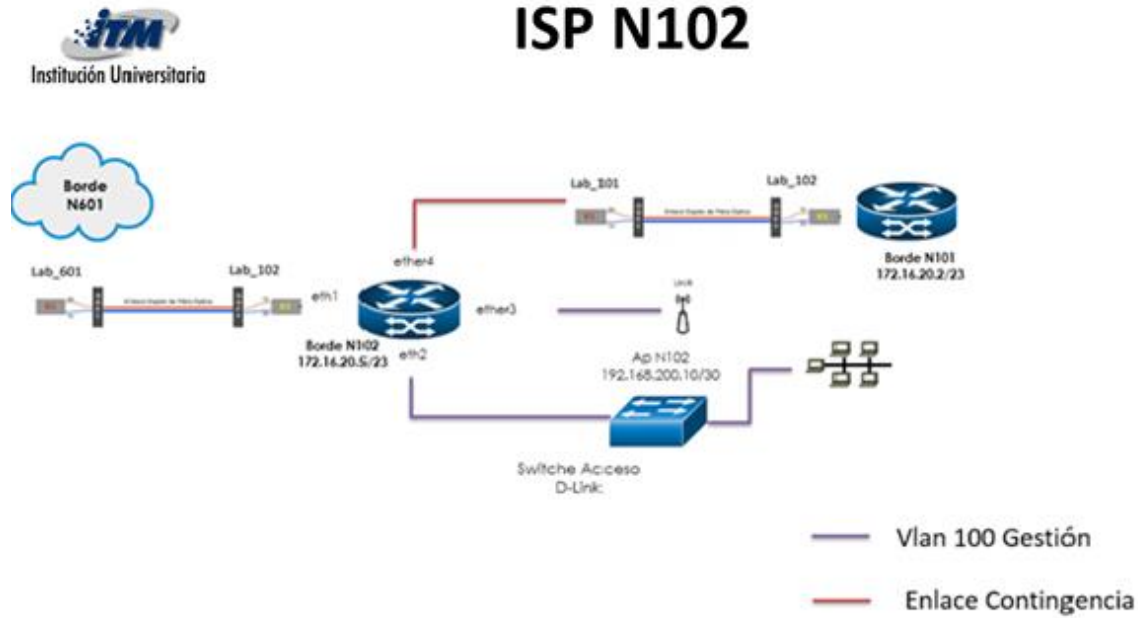 iTM
Institución Universitaria
ISP N102
Borde
N601
Lab_101
Lab_102
Borde N101
172.16.20.2/23
ether4
Lab_601
Lab_102
eth1
ether3
Borde N102
172.16.20.5/23
eth2
Ap N102
192.168.200.10/30
Switche Acceso
D-Link:
Vlan 100 Gestión
Enlace Contingencia